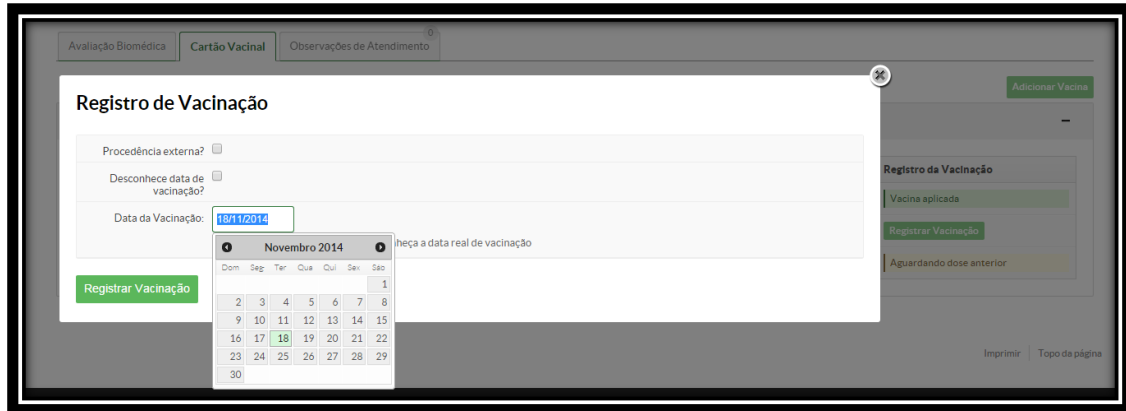 0
Avaliação Biomédica Cartão Vacinal Observações de Atendimento
Adicionar Vacina
Registro de Vacinação
Procedência externa?
Desconhece data de
vacinação?
Data da Vacinação: 18/11/2014
heça a data real de vacinação
Novembro 2014
Dom Seg Ter Qua Qui Sex Sáb
1
2 3 4 5 6 7 8
9 10 11 12 13 14 15
16 17 18 19 20 21 22
23 24 25 26 27 28 29
30
Registrar Vacinação
Registro da Vacinação
Vacina aplicada
Registrar Vacinação
Aguardando dose anterior
Imprimir Topo da página